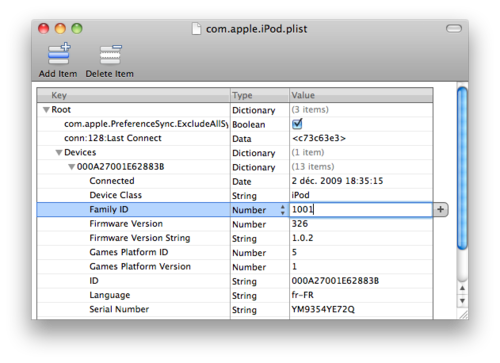 com.apple.iPod.plist
Add Item Delete Item
Key Type Value
Root Dictionary (3 items)
com.apple.PreferenceSync.ExcludeAllSy Boolean
conn:128:Last Connect Data <c73c63e3>
Devices Dictionary (1 item)
000A27001E62883B Dictionary (13 items)
Connected Date 2 déc. 2009 18:35:15
Device Class String iPod
Family ID Number 1001
Firmware Version Number 326
Firmware Version String String 1.0.2
Games Platform ID Number 5
Games Platform Version Number 1
ID String 000A27001E62883B
Language String fr-FR
Serial Number String YM9354YE72Q